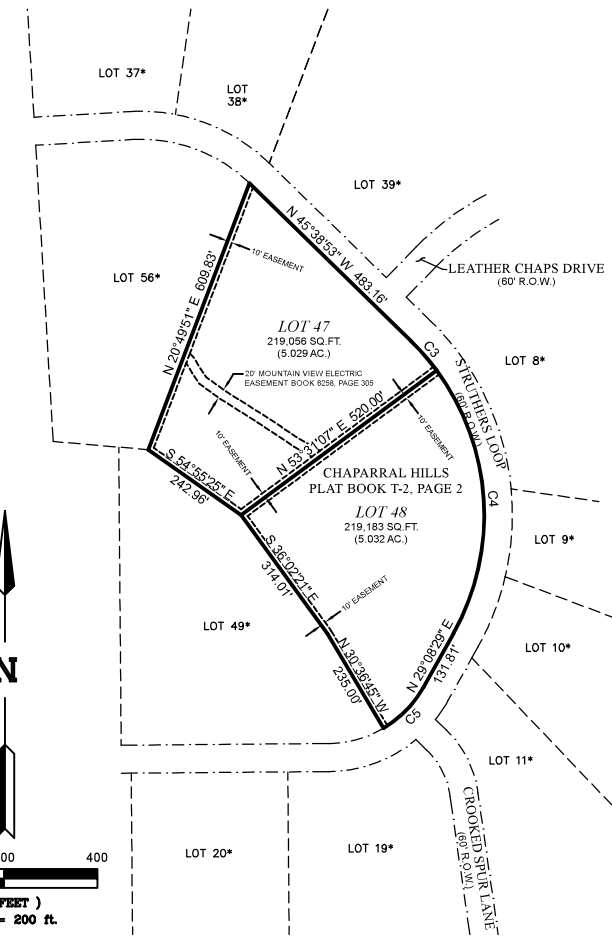 LOT 37*
LOT
38*
LOT 39*
LOT 56*
N 20°49'51" E 609.83'
10' EASEMENT
N 45°38'53" W 483.16'
LEATHER CHAPS DRIVE
(60' R.O.W.)
LOT 47
219,056 SQ.FT.
(5.029 AC.)
C3
STRUTHERS LOOP
(60' R.O.W.)
LOT 8*
20' MOUNTAIN VIEW ELECTRIC
EASEMENT BOOK 6258, PAGE 305
N 53°31'07" E 520.00'
10' EASEMENT
10' EASEMENT
S 54°55'25" E
242.96'
CHAPARRAL HILLS
PLAT BOOK T-2, PAGE 2
LOT 48
219,183 SQ.FT.
(5.032 AC.)
C4
LOT 9*
S 36°02'21" E
314.01'
10' EASEMENT
LOT 49*
N 30°36'45" W
235.00'
N 29°08'29" E
131.81'
LOT 10*
N
C5
LOT 11*
CROOKED SPUR LANE
(60' R.O.W.)
LOT 20*
LOT 19*
00 400
FEET )
= 200 ft.